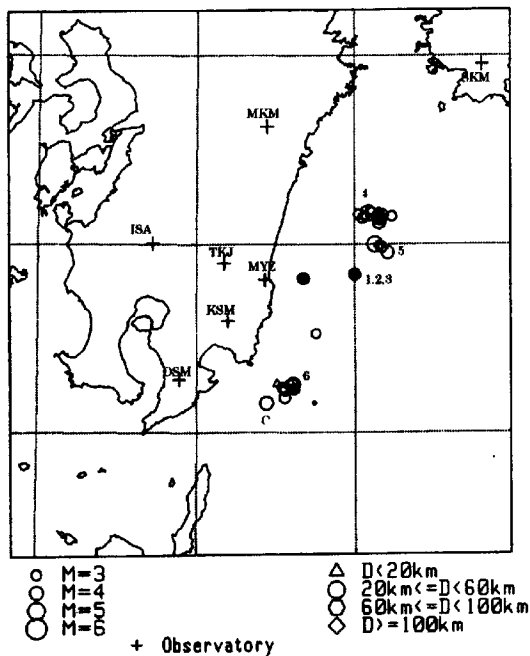 SKM
MKM
4
ISA
5
TKJ
MYZ
1.2.3
KSM
DSM
6
M=3
M=4
M=5
M=6
D<20km
20km<=D<60km
60km<=D<100km
D>=100km
+ Observatory